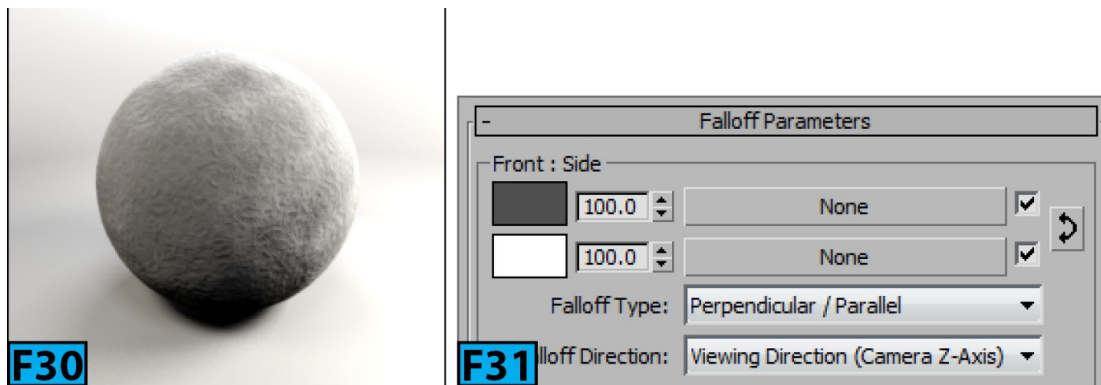 - Falloff Parameters
Front : Side
100.0 None
100.0 None
Falloff Type: Perpendicular / Parallel
lloff Direction: Viewing Direction (Camera Z-Axis)
F30
F31